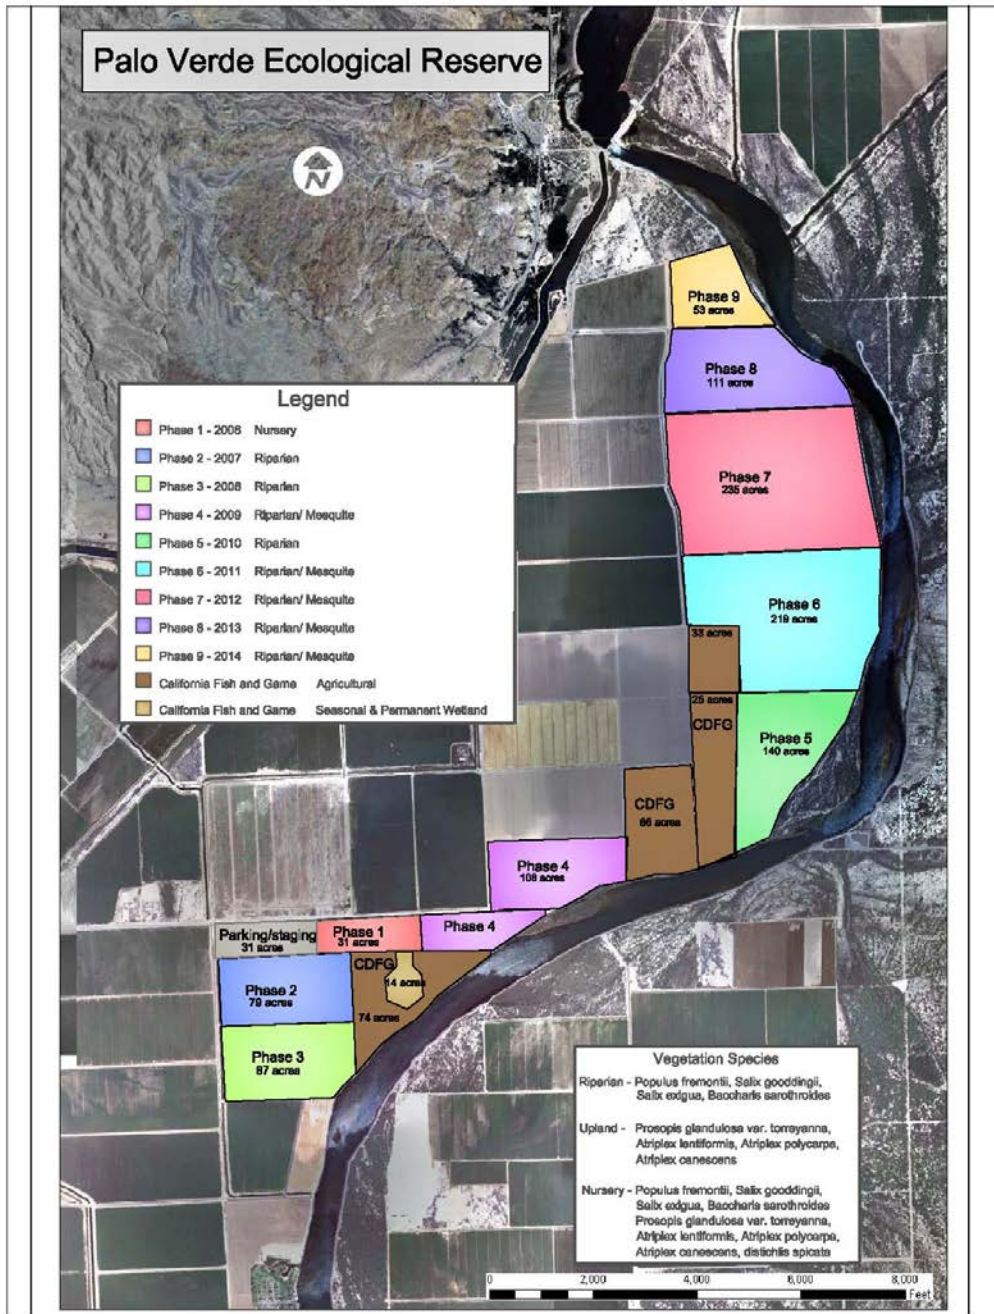 Palo Verde Ecological Reserve
N
Phase 9
53 acres
Phase 8
111 acres
Legend
Phase 1 - 2006 Nursery
Phase 2 - 2007 Riparian
Phase 3 - 2008 Riparian
Phase 4 - 2009 Riparian/ Mesquite
Phase 5 - 2010 Riparian
Phase 6 - 2011 Riparian/ Mesquite
Phase 7 - 2012 Riparian/ Mesquite
Phase 8 - 2013 Riparian/ Mesquite
Phase 9 - 2014 Riparian/ Mesquite
California Fish and Game Agricultural
California Fish and Game Seasonal & Permanent Wetland
Phase 7
235 acres
Phase 6
219 acres
33 acres
25 acres
CDFG
Phase 5
140 acres
CDFG
66 acres
Phase 4
108 acres
Phase 4
Phase 1
31 acres
Parking/staging
31 acres
CDFG
14 acres
74 acres
Phase 2
79 acres
Phase 3
87 acres
Vegetation Species
Riparian - Populus fremontii, Salix gooddingii,
Salix exigua, Baccharis sarothroides
Upland - Prosopis glandulosa var. torreyanna,
Atriplex lentiformis, Atriplex polycarpa,
Atriplex canescens
Nursery - Populus fremontii, Salix gooddingii,
Salix exigua, Baccharis sarothroides
Prosopis glandulosa var. torreyanna,
Atriplex lentiformis, Atriplex polycarpa,
Atriplex canescens, distichlis spicata
0 2,000 4,000 6,000 8,000
Feet